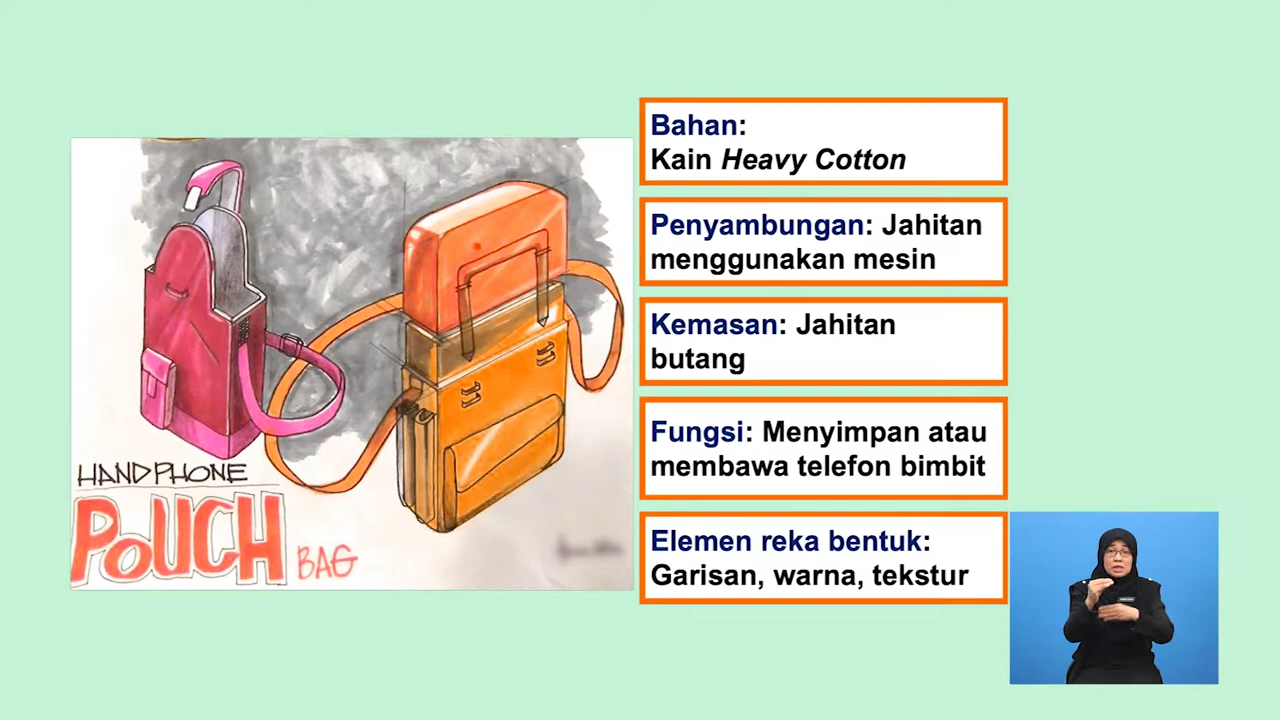 Bahan:
Kain Heavy Cotton
Penyambungan: Jahitan
menggunakan mesin
Kemasan: Jahitan
butang
Fungsi: Menyimpan atau
membawa telefon bimbit
Elemen reka bentuk:
Garisan, warna, tekstur
HANDPHONE
POUCH
BAG